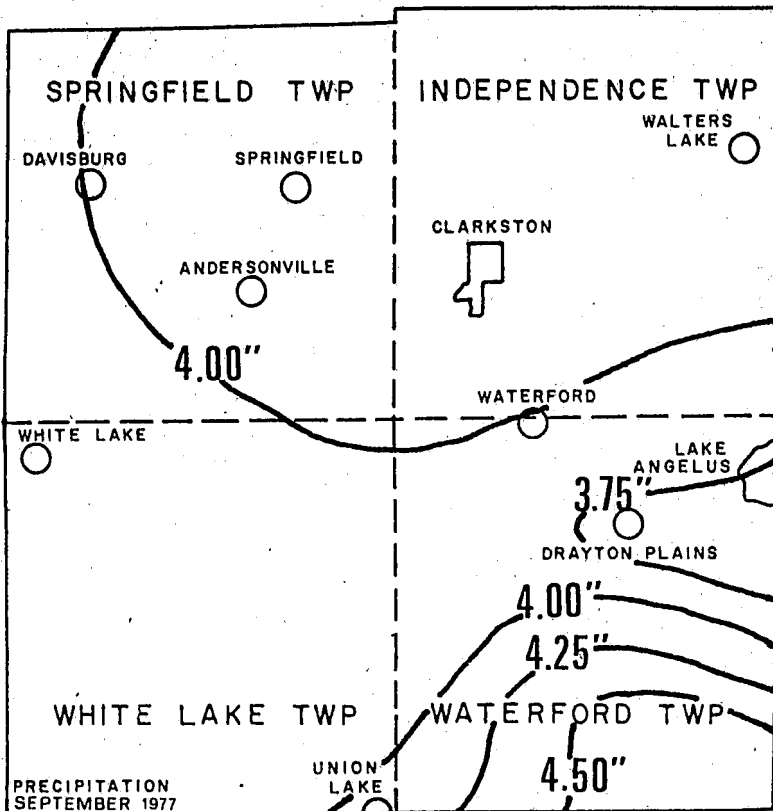 SPRINGFIELD TWP
INDEPENDENCE TWP
WALTERS
LAKE
DAVISBURG
SPRINGFIELD
CLARKSTON
ANDERSONVILLE
4.00"
WATERFORD
WHITE LAKE
LAKE
ANGELUS
3.75"
DRAYTON PLAINS
4.00"
4.25"
WHITE LAKE TWP
WATERFORD TWP
UNION
LAKE
4.50"
PRECIPITATION
SEPTEMBER 1977